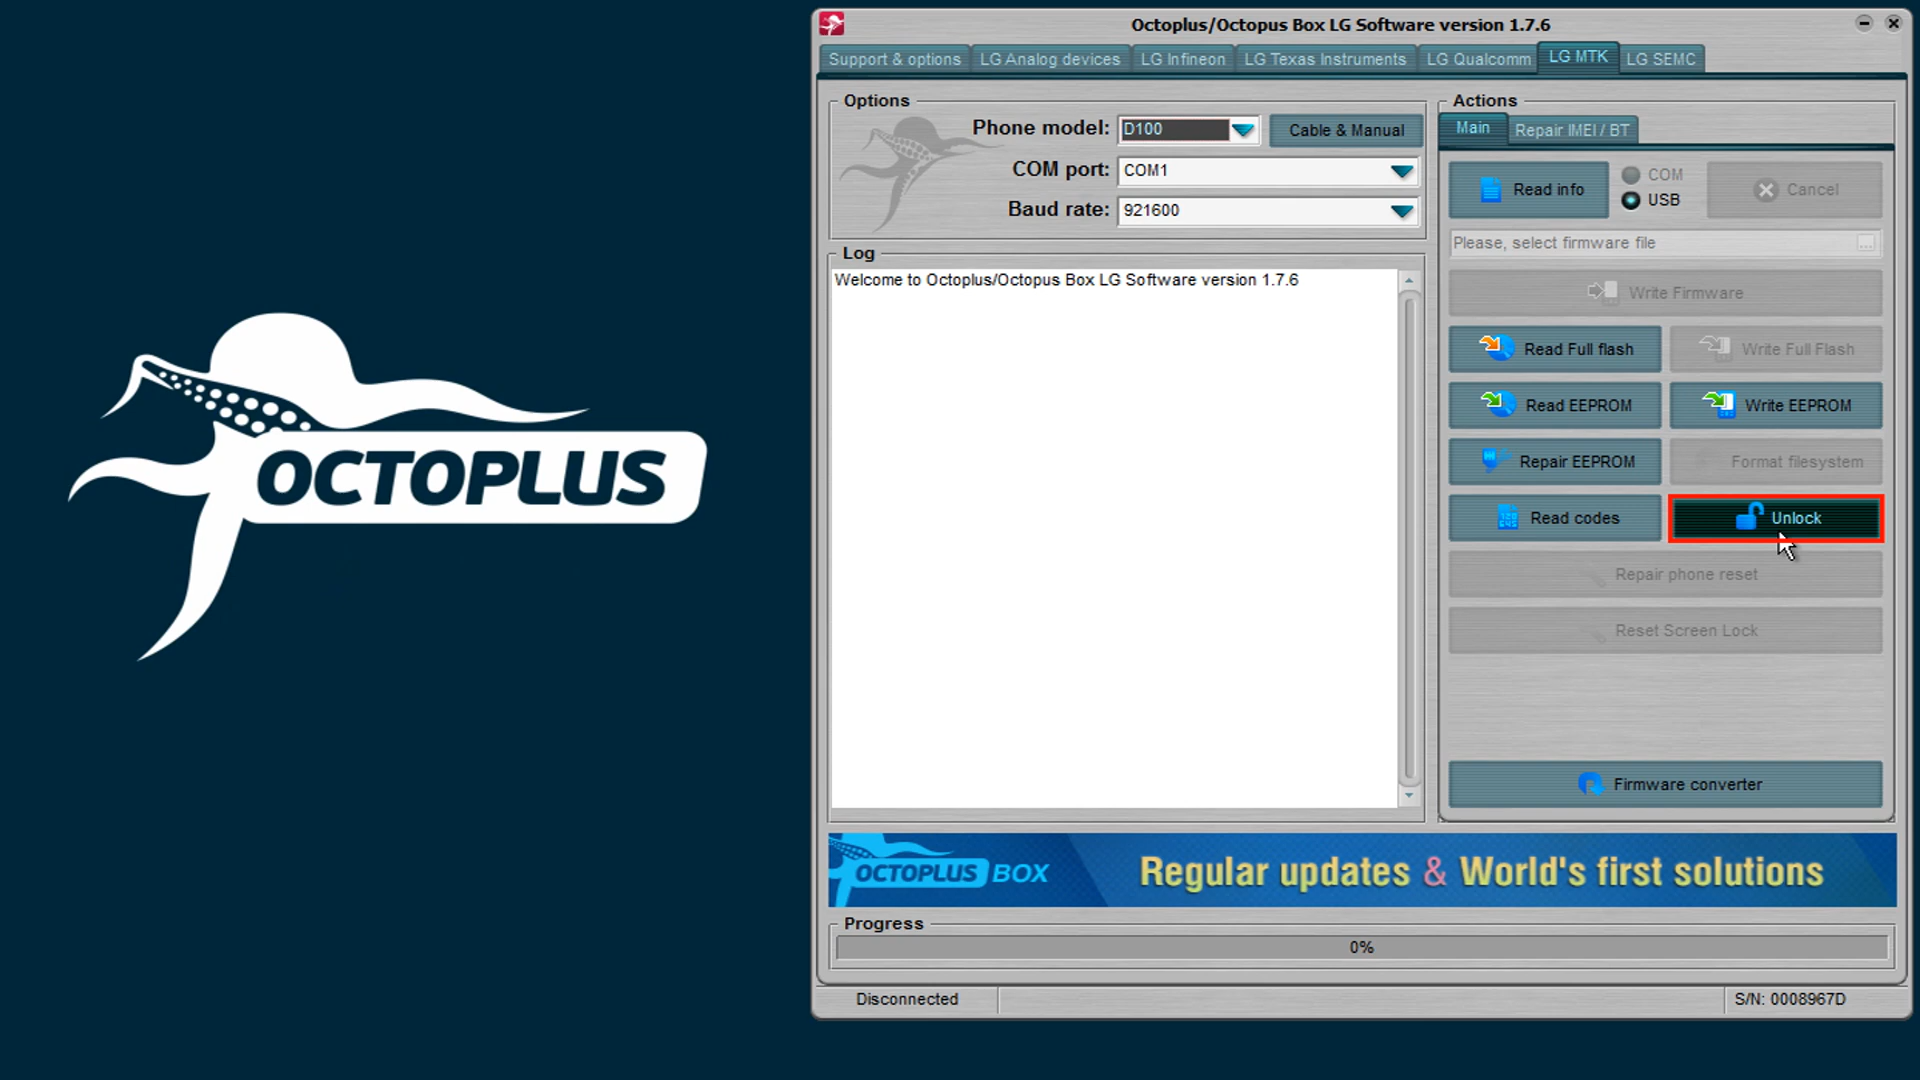 OCTOPLUS
Octoplus/Octopus Box LG Software version 1.7.6
Support & options LG Analog devices LG Infineon LG Texas Instruments LG Qualcomm LG MTK LG SEMC
Options
Phone model: D100 Cable & Manual
COM port: COM1
Baud rate: 921600
Log
Welcome to Octoplus/Octopus Box LG Software version 1.7.6
Actions
Main Repair IMEI / BT
Read info COM USB Cancel
Please, select firmware file ...
Write Firmware
Read Full flash Write Full Flash
Read EEPROM Write EEPROM
Repair EEPROM Format filesystem
Read codes Unlock
Repair phone reset
Reset Screen Lock
Firmware converter
OCTOPLUS BOX Regular updates & World's first solutions
Progress
0%
Disconnected S/N: 0008967D